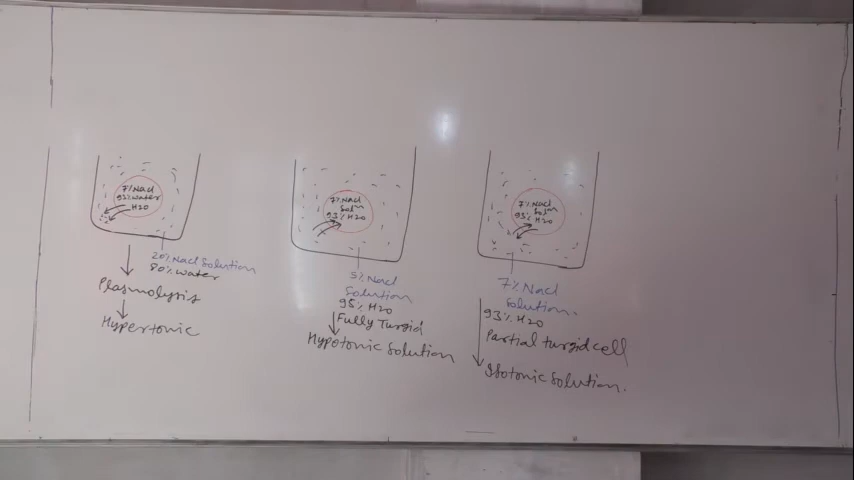 7% Nacl
93% water
H2O
20% Nacl Solution
80% water
Plasmolysis
Hypertonic
7% Nacl
Solⁿ
93% H2O
5% Nacl
Solution
95% H2O
Fully Turgid
Hypotonic Solution
7% Nacl
Solⁿ
93% H2O
7% Nacl
Solution.
93% H2O
Partial turgid cell
Isotonic Solution.